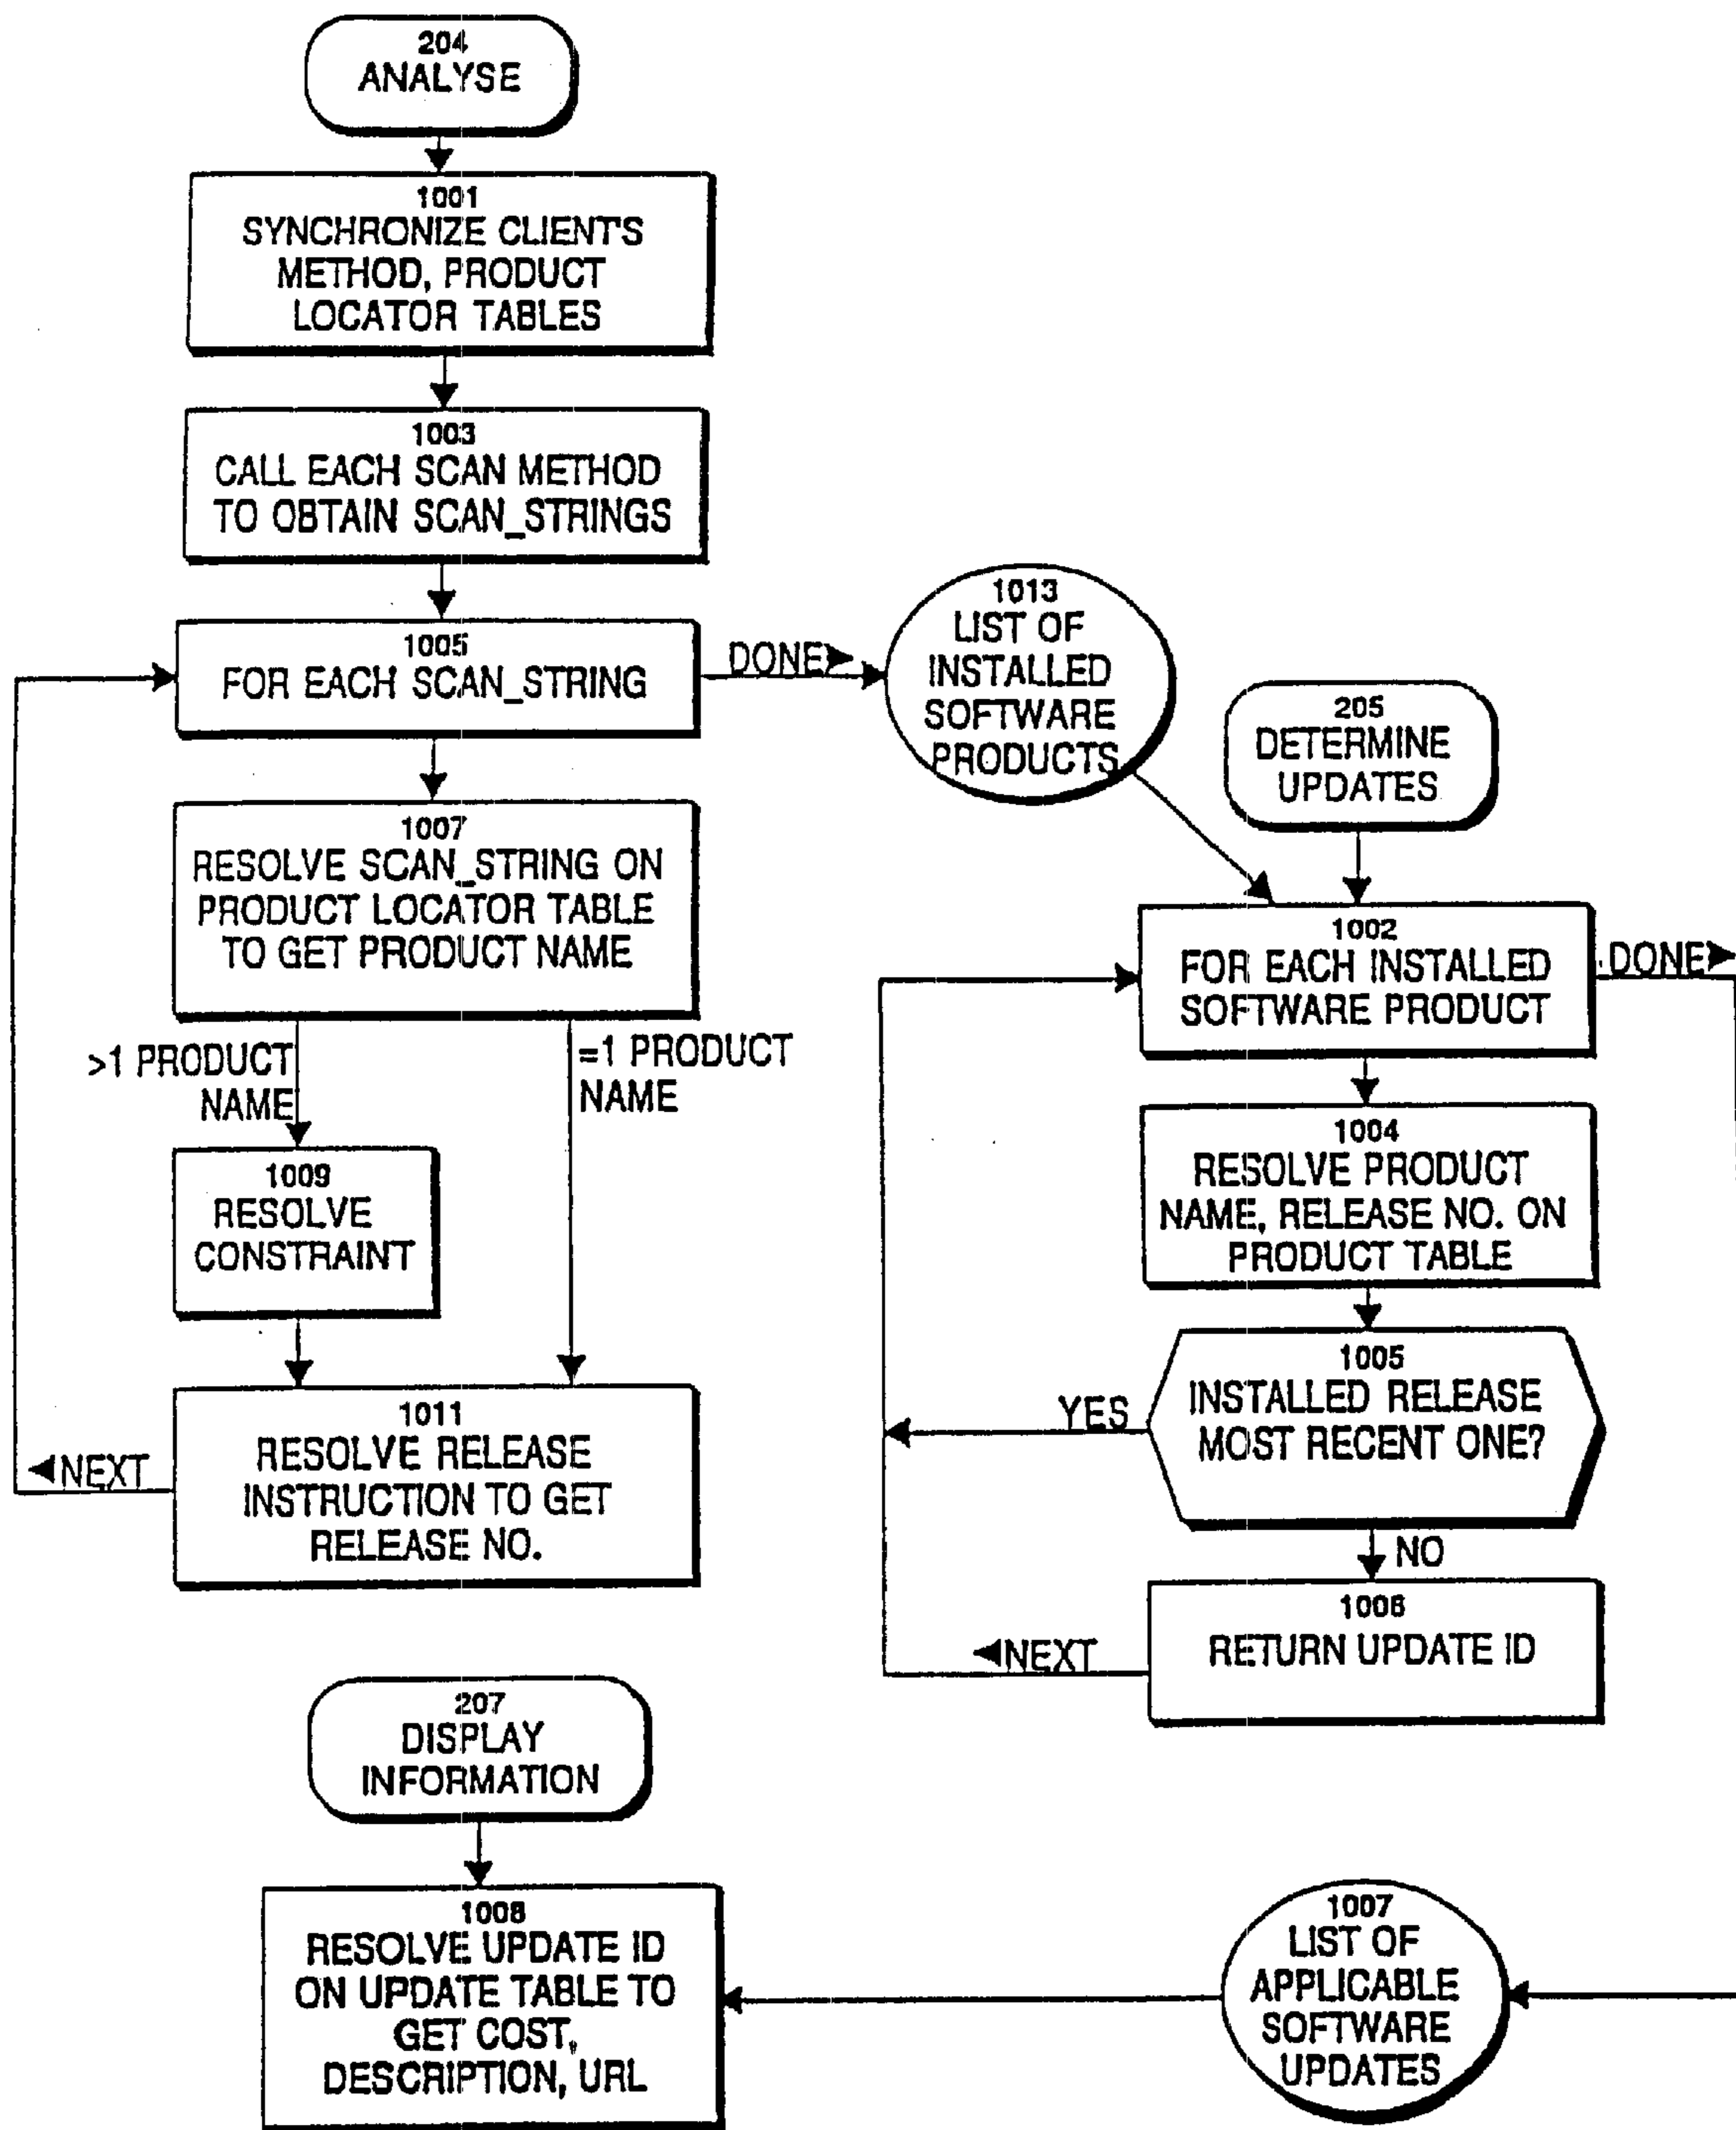 204
ANALYSE
1001
SYNCHRONIZE CLIENT'S
METHOD, PRODUCT
LOCATOR TABLES
1003
CALL EACH SCAN METHOD
TO OBTAIN SCAN_STRINGS
1005
FOR EACH SCAN_STRING
DONE
1013
LIST OF
INSTALLED
SOFTWARE
PRODUCTS
1007
RESOLVE SCAN_STRING ON
PRODUCT LOCATOR TABLE
TO GET PRODUCT NAME
>1 PRODUCT
NAME
=1 PRODUCT
NAME
1009
RESOLVE
CONSTRAINT
1011
RESOLVE RELEASE
INSTRUCTION TO GET
RELEASE NO.
NEXT
205
DETERMINE
UPDATES
1002
FOR EACH INSTALLED
SOFTWARE PRODUCT
DONE
1004
RESOLVE PRODUCT
NAME, RELEASE NO. ON
PRODUCT TABLE
1005
INSTALLED RELEASE
MOST RECENT ONE?
YES
NO
1006
RETURN UPDATE ID
NEXT
207
DISPLAY
INFORMATION
1008
RESOLVE UPDATE ID
ON UPDATE TABLE TO
GET COST,
DESCRIPTION, URL
1007
LIST OF
APPLICABLE
SOFTWARE
UPDATES